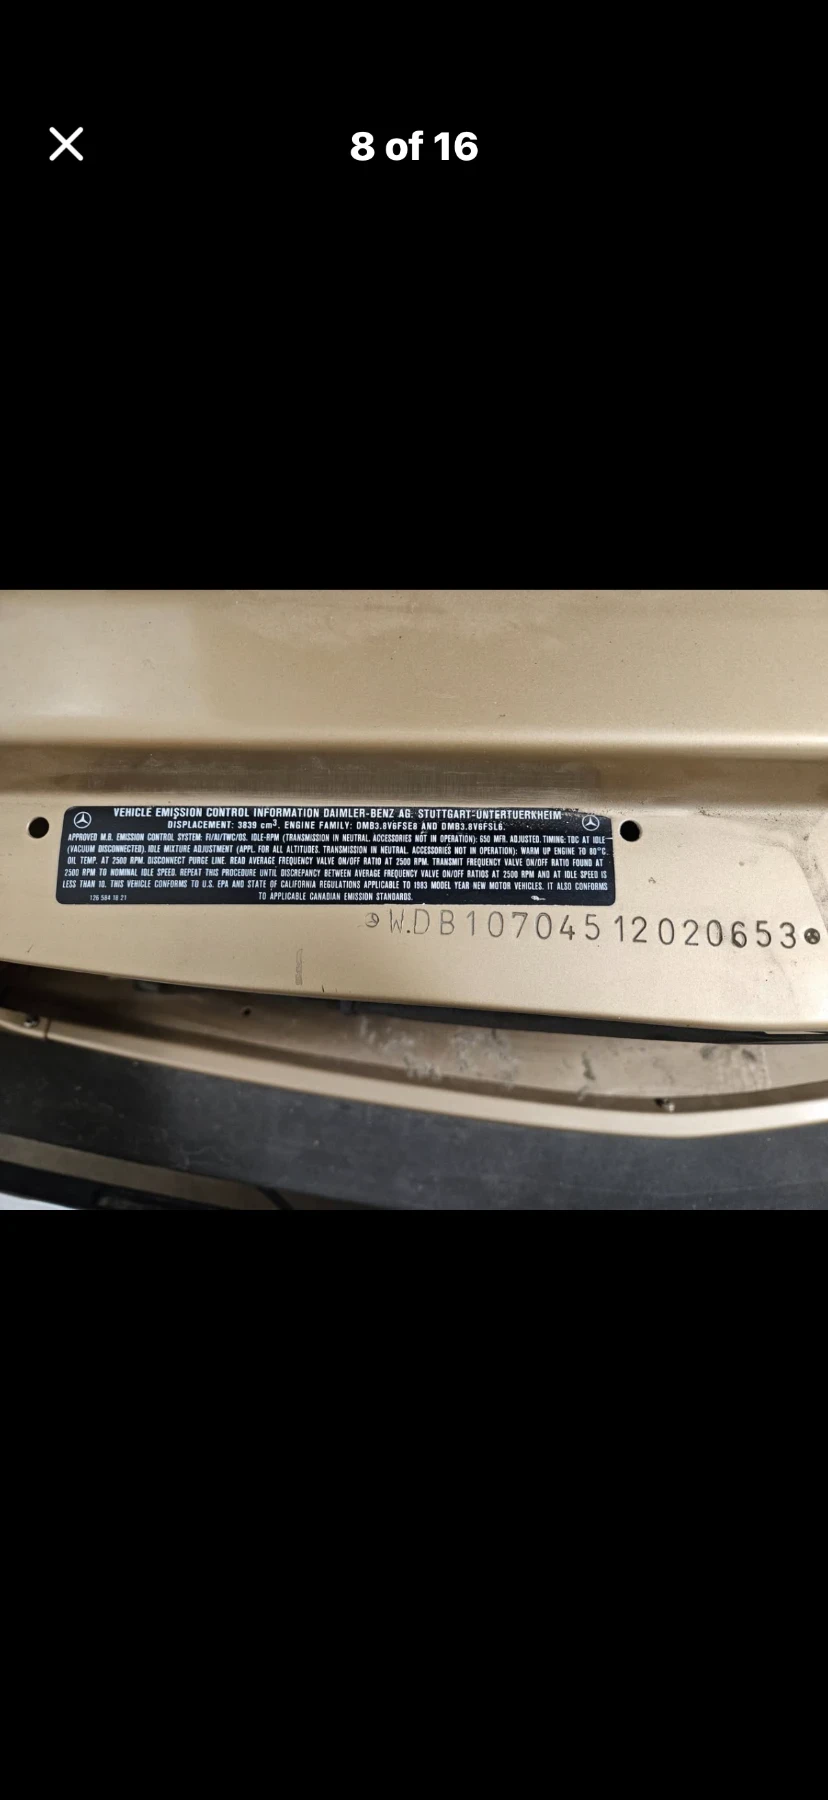 8 of 16
VEHICLE EMISSION CONTROL INFORMATION DAIMLER-BENZ AG. STUTTGART-UNTERTUERKHEIM
DISPLACEMENT: 3839 cm³, ENGINE FAMILY: DMB3.8V6FSE8 AND DMB3.8V6FSL6.
APPROVED M.B. EMISSION CONTROL SYSTEM: FI/AI/TWC/OS. IDLE-RPM (TRANSMISSION IN NEUTRAL. ACCESSORIES NOT IN OPERATION): 650 MFR. ADJUSTED. TIMING: TDC AT IDLE
(VACUUM DISCONNECTED). IDLE MIXTURE ADJUSTMENT (APPL. FOR ALL ALTITUDES. TRANSMISSION IN NEUTRAL. ACCESSORIES NOT IN OPERATION): WARM UP ENGINE TO 80°C.
OIL TEMP. AT 2500 RPM. DISCONNECT PURGE LINE. READ AVERAGE FREQUENCY VALVE ON/OFF RATIO AT 2500 RPM. TRANSMIT FREQUENCY VALVE ON/OFF RATIO FOUND AT
2500 RPM TO NOMINAL IDLE SPEED. REPEAT THIS PROCEDURE UNTIL DISCREPANCY BETWEEN AVERAGE FREQUENCY VALVE ON/OFF RATIOS AT 2500 RPM AND AT IDLE SPEED IS
LESS THAN 10. THIS VEHICLE CONFORMS TO U.S. EPA AND STATE OF CALIFORNIA REGULATIONS APPLICABLE TO 1983 MODEL YEAR NEW MOTOR VEHICLES. IT ALSO CONFORMS
126 584 18 21 TO APPLICABLE CANADIAN EMISSION STANDARDS.
W.DB10704512020653